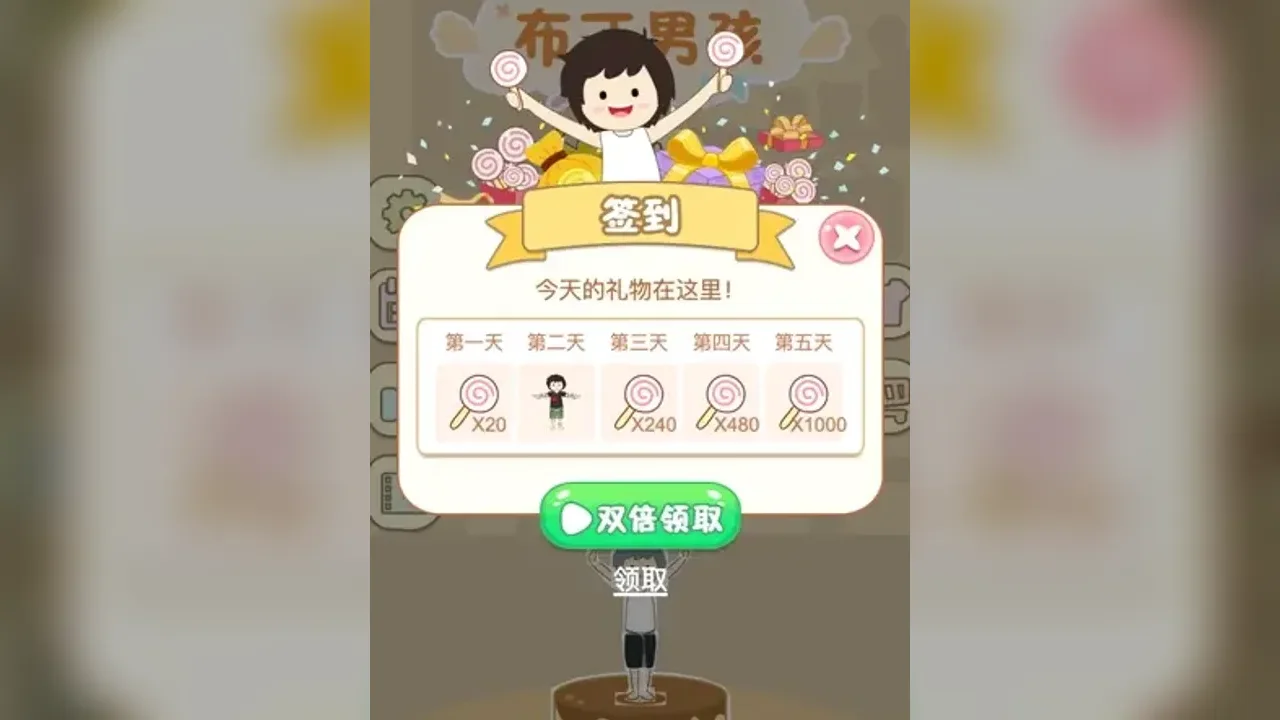 布丁男孩
签到
今天的礼物在这里！
第一天 第二天 第三天 第四天 第五天
X20 X240 X480 X1000
双倍领取
领取